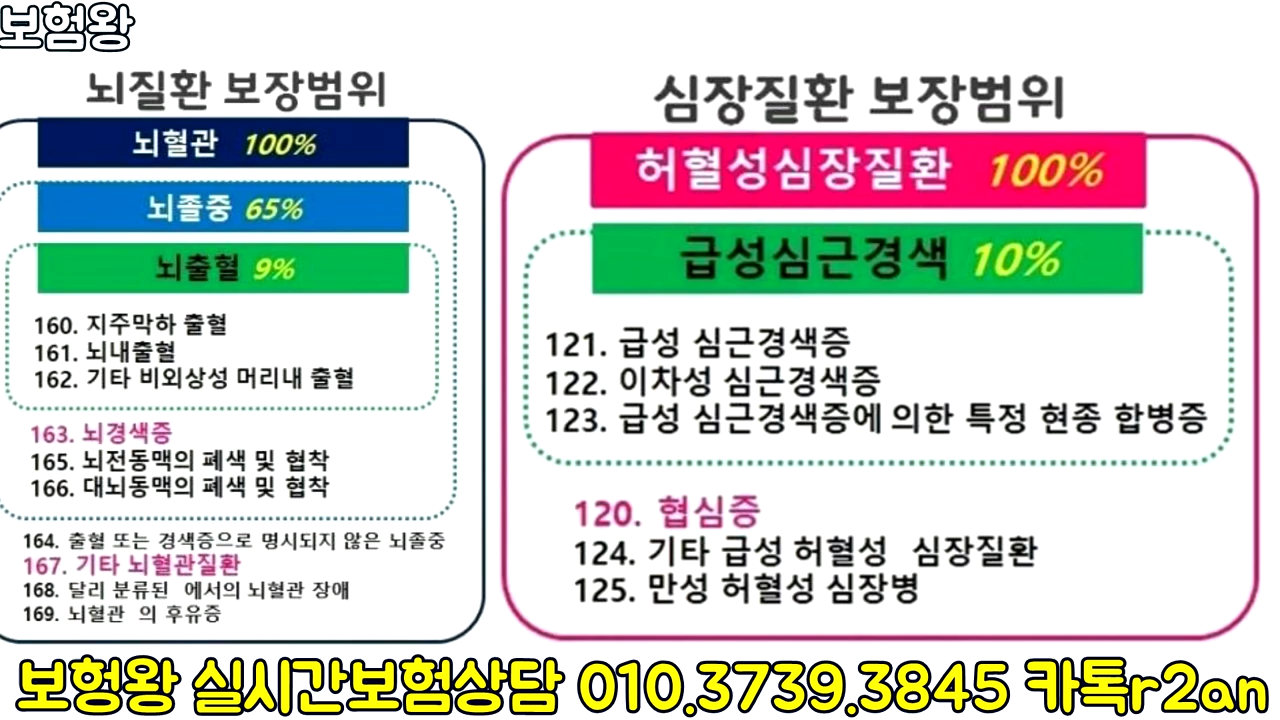 보험왕
뇌질환 보장범위
뇌혈관 100%
뇌졸중 65%
뇌출혈 9%
160. 지주막하 출혈
161. 뇌내출혈
162. 기타 비외상성 머리내 출혈
163. 뇌경색증
165. 뇌전동맥의 폐색 및 협착
166. 대뇌동맥의 폐색 및 협착
164. 출혈 또는 경색증으로 명시되지 않은 뇌졸중
167. 기타 뇌혈관질환
168. 달리 분류된 에서의 뇌혈관 장애
169. 뇌혈관 의 후유증
심장질환 보장범위
허혈성심장질환 100%
급성심근경색 10%
121. 급성 심근경색증
122. 이차성 심근경색증
123. 급성 심근경색증에 의한 특정 현종 합병증
120. 협심증
124. 기타 급성 허혈성 심장질환
125. 만성 허혈성 심장병
보헝왕 실시간보험상담 010.3739.3845 카톡r2an